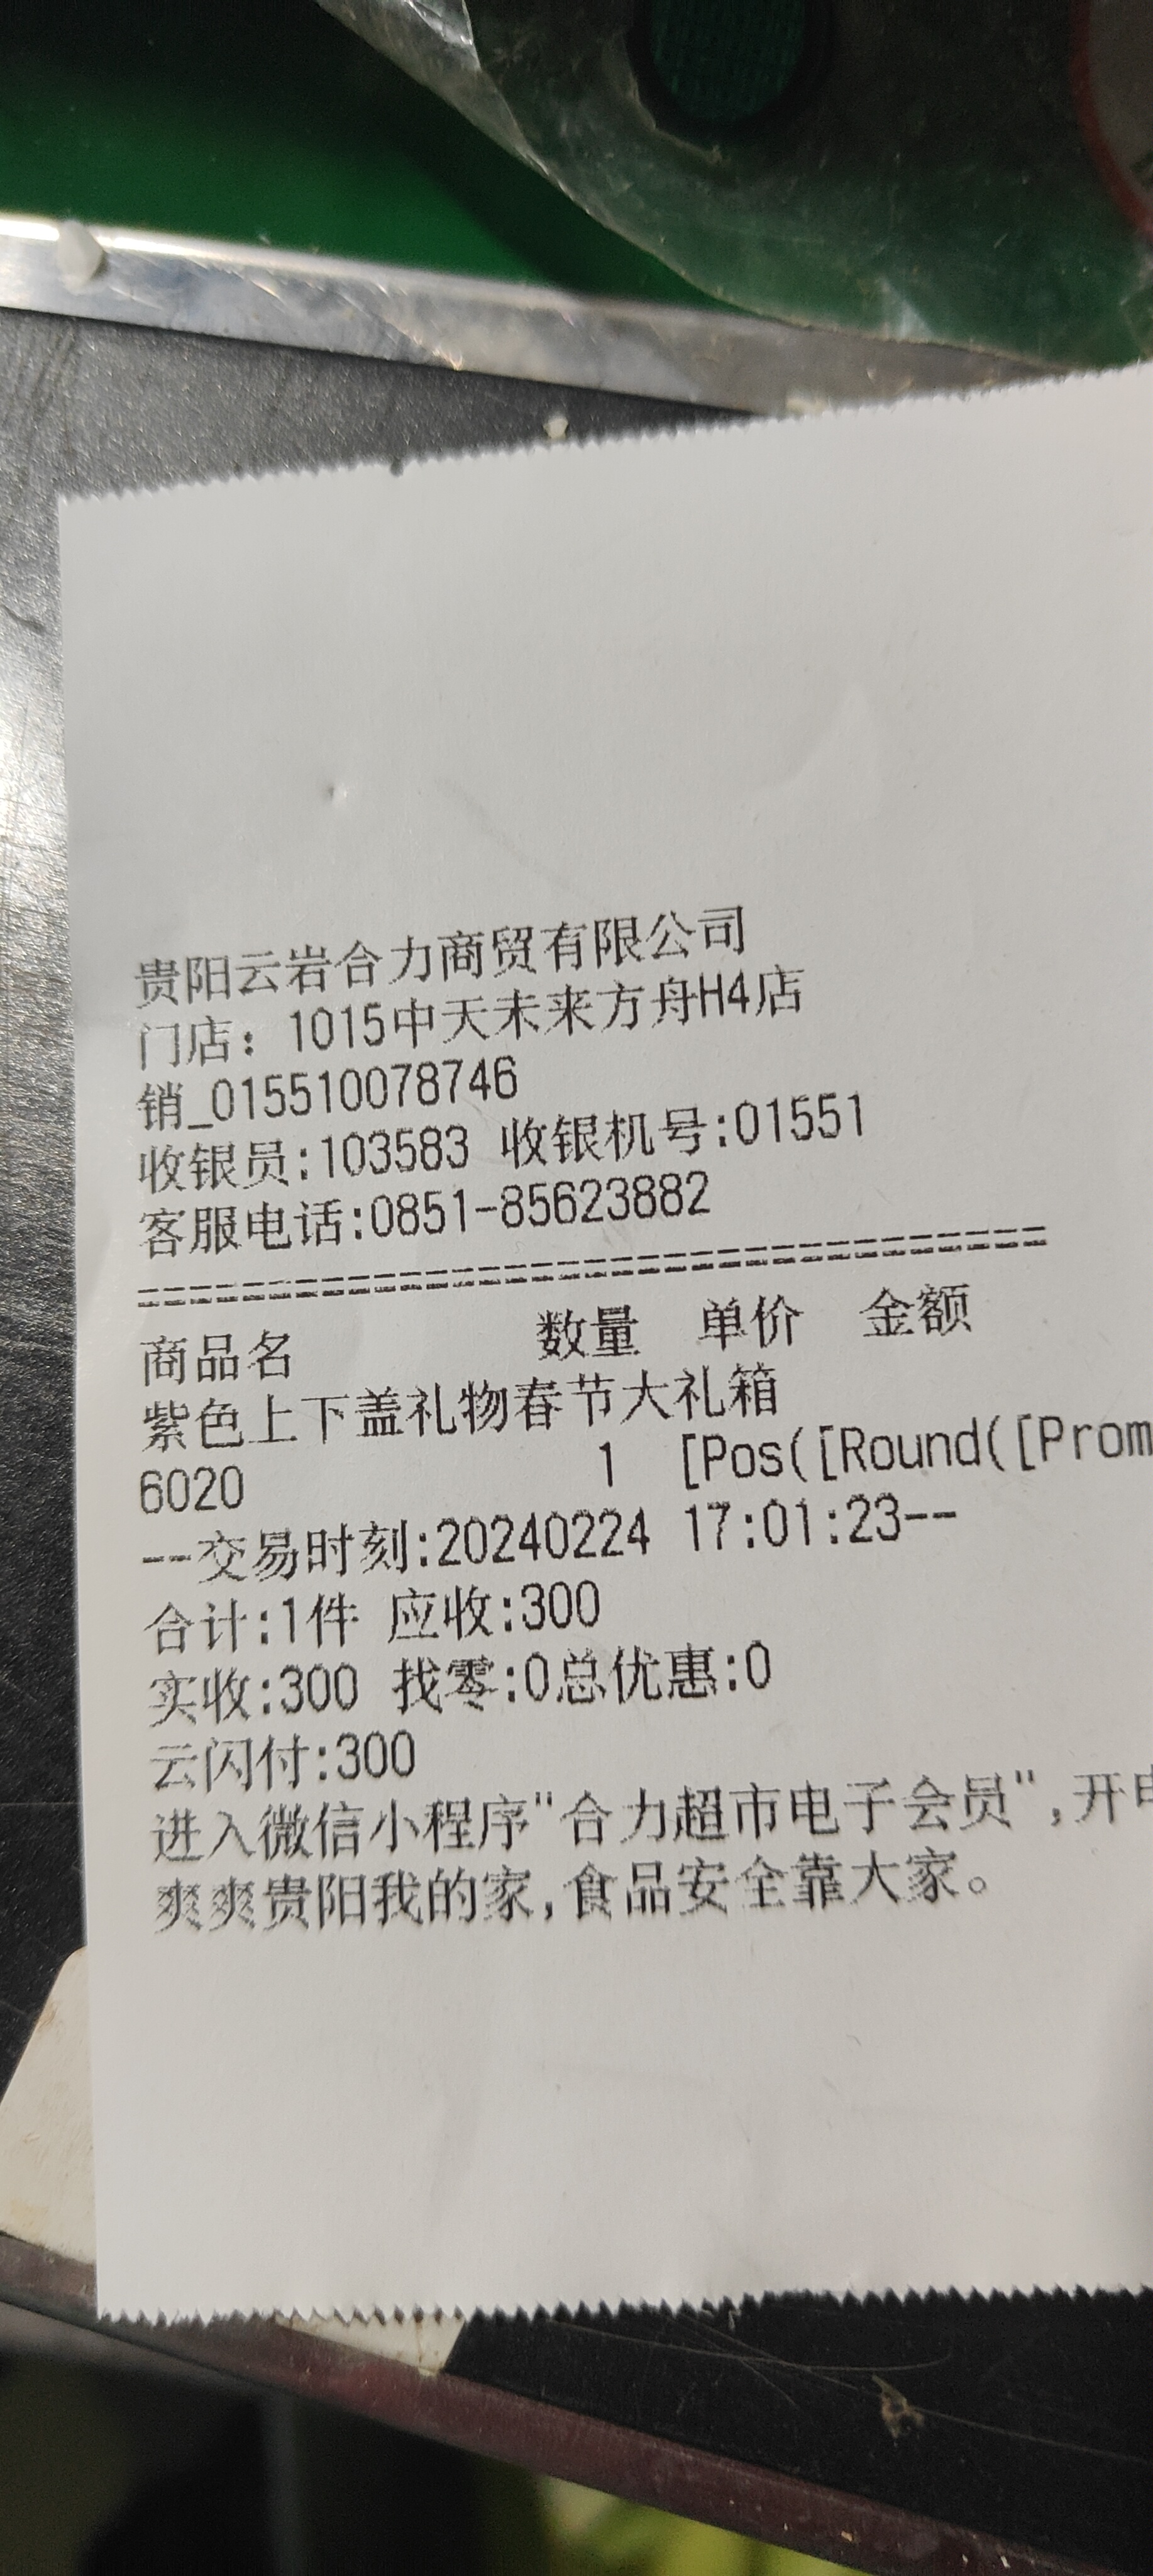 贵阳云岩合力商贸有限公司
门店：1015中天未来方舟H4店
销_015510078746
收银员:103583 收银机号:01551
客服电话:0851-85623882
==================================
商品名 数量 单价 金额
紫色上下盖礼物春节大礼箱
6020 1 [Pos([Round([Prom
--交易时刻:20240224 17:01:23--
合计:1件 应收:300
实收:300 找零:0总优惠:0
云闪付:300
进入微信小程序"合力超市电子会员",开
爽爽贵阳我的家,食品安全靠大家。